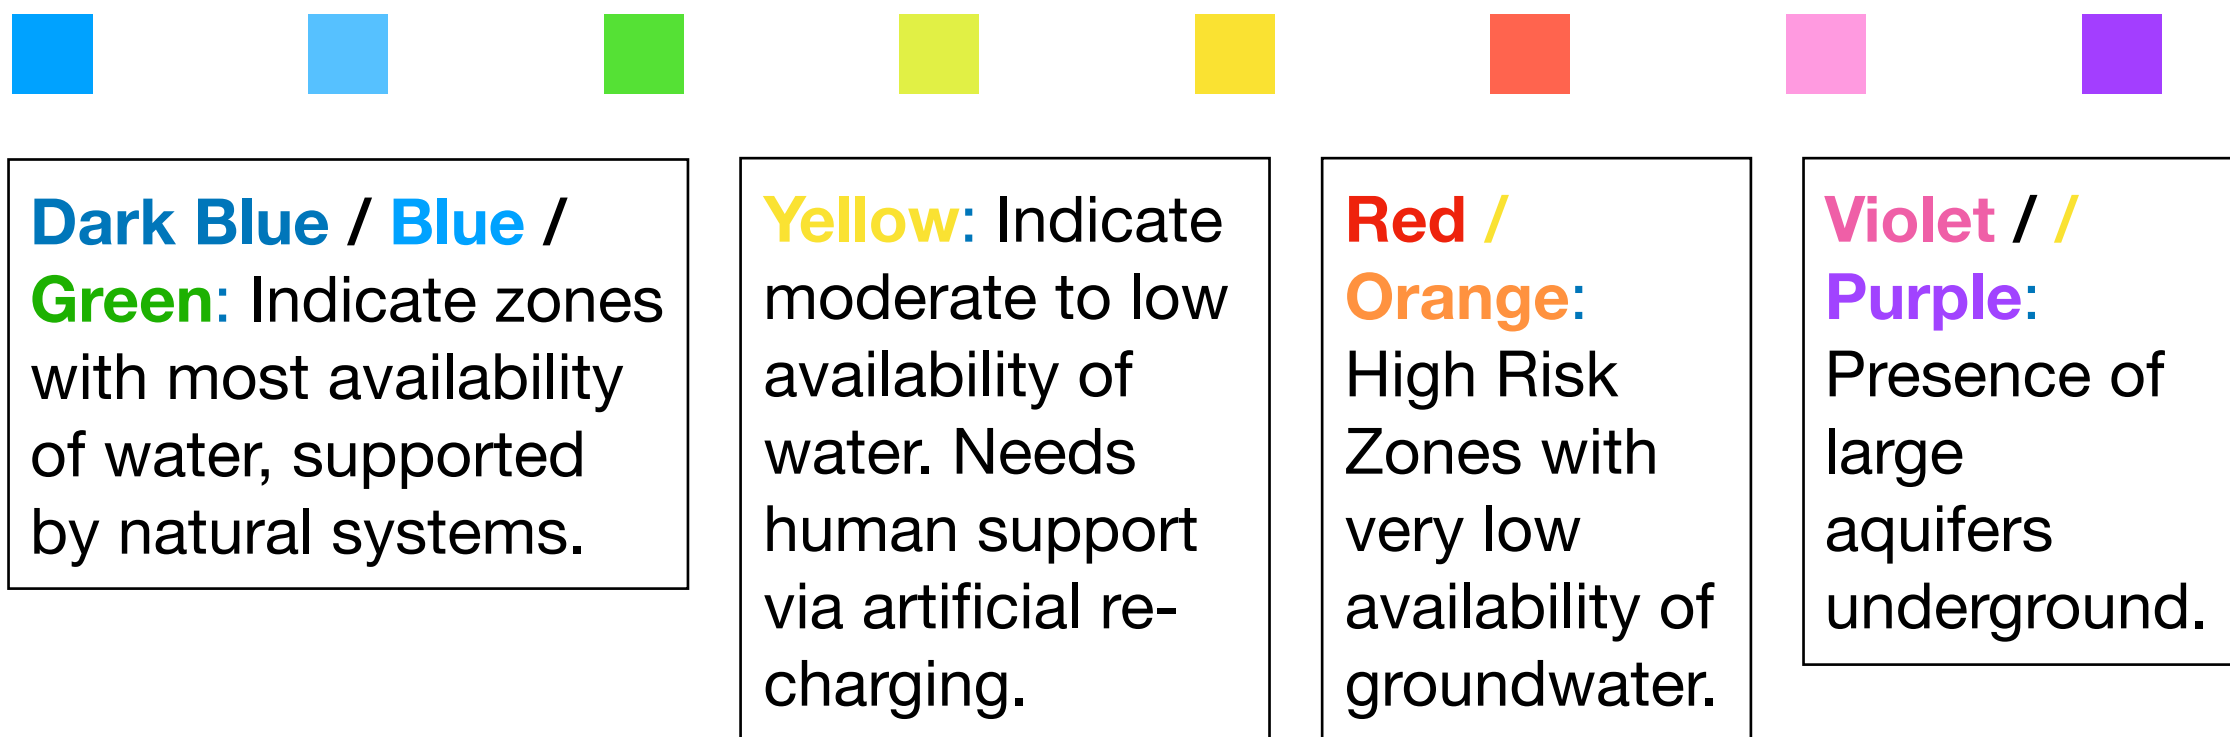 Dark Blue / Blue /
Green: Indicate zones
with most availability
of water, supported
by natural systems.
Yellow: Indicate
moderate to low
availability of
water. Needs
human support
via artificial re-
charging.
Red /
Orange:
High Risk
Zones with
very low
availability of
groundwater.
Violet / /
Purple:
Presence of
large
aquifers
underground.